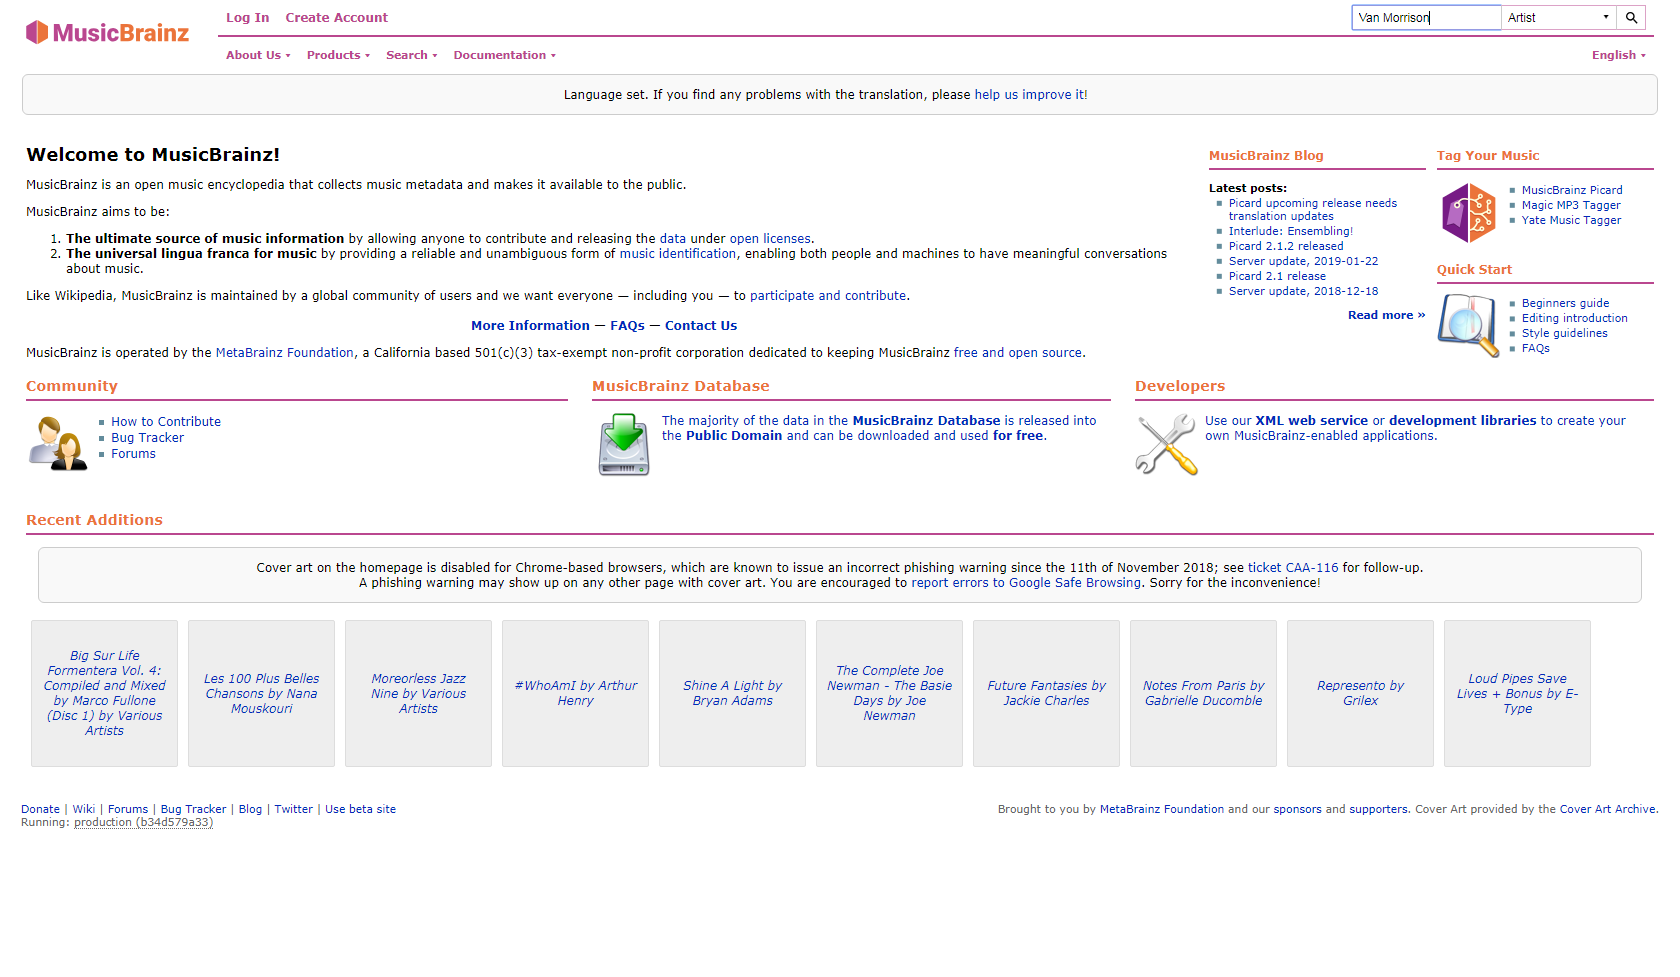 MusicBrainz
Log In Create Account
Van Morrison Artist
About Us Products Search Documentation English
Language set. If you find any problems with the translation, please help us improve it!
Welcome to MusicBrainz!
MusicBrainz is an open music encyclopedia that collects music metadata and makes it available to the public.
MusicBrainz aims to be:
1. The ultimate source of music information by allowing anyone to contribute and releasing the data under open licenses.
2. The universal lingua franca for music by providing a reliable and unambiguous form of music identification, enabling both people and machines to have meaningful conversations
about music.
Like Wikipedia, MusicBrainz is maintained by a global community of users and we want everyone — including you — to participate and contribute.
More Information — FAQs — Contact Us
MusicBrainz is operated by the MetaBrainz Foundation, a California based 501(c)(3) tax-exempt non-profit corporation dedicated to keeping MusicBrainz free and open source.
MusicBrainz Blog
Latest posts:
Picard upcoming release needs
translation updates
Interlude: Ensembling!
Picard 2.1.2 released
Server update, 2019-01-22
Picard 2.1 release
Server update, 2018-12-18
Read more »
Tag Your Music
MusicBrainz Picard
Magic MP3 Tagger
Yate Music Tagger
Quick Start
Beginners guide
Editing introduction
Style guidelines
FAQs
Community
How to Contribute
Bug Tracker
Forums
MusicBrainz Database
The majority of the data in the MusicBrainz Database is released into
the Public Domain and can be downloaded and used for free.
Developers
Use our XML web service or development libraries to create your
own MusicBrainz-enabled applications.
Recent Additions
Cover art on the homepage is disabled for Chrome-based browsers, which are known to issue an incorrect phishing warning since the 11th of November 2018; see ticket CAA-116 for follow-up.
A phishing warning may show up on any other page with cover art. You are encouraged to report errors to Google Safe Browsing. Sorry for the inconvenience!
Big Sur Life
Formentera Vol. 4:
Compiled and Mixed
by Marco Fullone
(Disc 1) by Various
Artists
Les 100 Plus Belles
Chansons by Nana
Mouskouri
Moreorless Jazz
Nine by Various
Artists
#WhoAmI by Arthur
Henry
Shine A Light by
Bryan Adams
The Complete Joe
Newman - The Basie
Days by Joe
Newman
Future Fantasies by
Jackie Charles
Notes From Paris by
Gabrielle Ducomble
Represento by
Grilex
Loud Pipes Save
Lives + Bonus by E-
Type
Donate | Wiki | Forums | Bug Tracker | Blog | Twitter | Use beta site
Running: production (b34d579a33)
Brought to you by MetaBrainz Foundation and our sponsors and supporters. Cover Art provided by the Cover Art Archive.